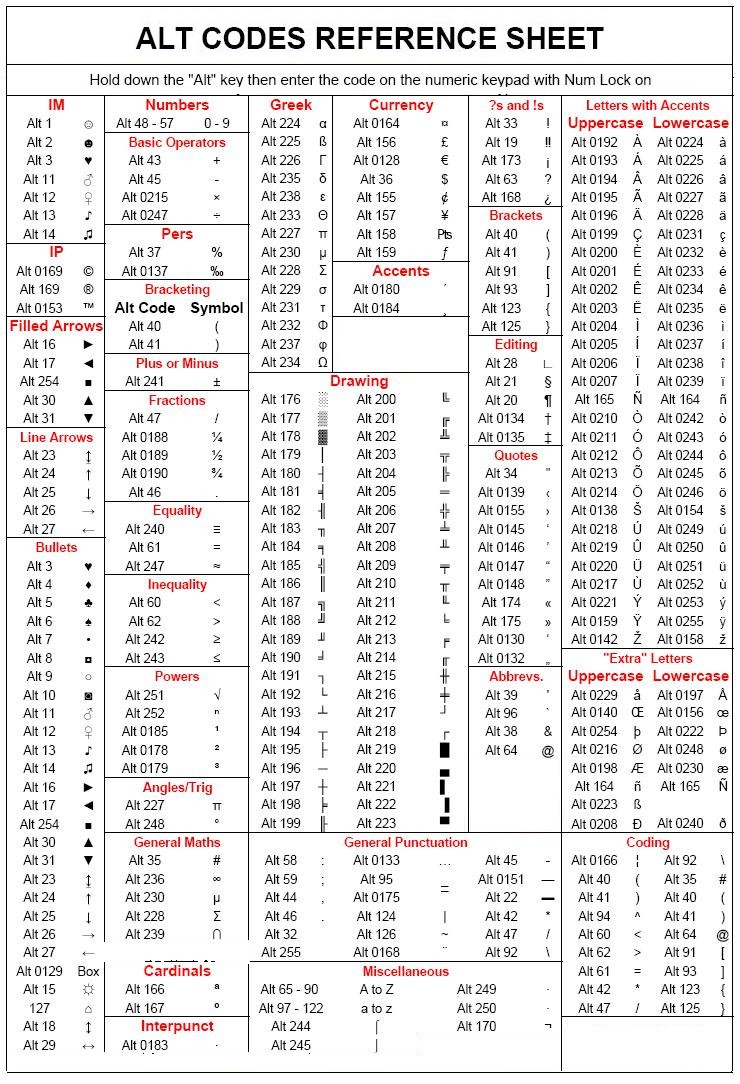 ALT CODES REFERENCE SHEET
Hold down the "Alt" key then enter the code on the numeric keypad with Num Lock on
IM
Alt 1 ☺
Alt 2 ☻
Alt 3 ♥
Alt 11 ♂
Alt 12 ♀
Alt 13 ♪
Alt 14 ♫
IP
Alt 0169 ©
Alt 169 ®
Alt 0153 ™
Filled Arrows
Alt 16 ►
Alt 17 ◄
Alt 254 ■
Alt 30 ▲
Alt 31 ▼
Line Arrows
Alt 23 ↨
Alt 24 ↑
Alt 25 ↓
Alt 26 →
Alt 27 ←
Bullets
Alt 3 ♥
Alt 4 ♦
Alt 5 ♣
Alt 6 ♠
Alt 7 •
Alt 8 ◘
Alt 9 ○
Alt 10 ◙
Alt 11 ♂
Alt 12 ♀
Alt 13 ♪
Alt 14 ♫
Alt 16 ►
Alt 17 ◄
Alt 254 ■
Alt 30 ▲
Alt 31 ▼
Alt 23 ↨
Alt 24 ↑
Alt 25 ↓
Alt 26 →
Alt 27 ←
Alt 0129 Box
Alt 15 ☼
127 ⌂
Alt 18 ↕
Alt 29 ↔
Numbers
Alt 48 - 57 0 - 9
Basic Operators
Alt 43 +
Alt 45 -
Alt 0215 ×
Alt 0247 ÷
Pers
Alt 37 %
Alt 0137 ‰
Bracketing
Alt Code Symbol
Alt 40 (
Alt 41 )
Plus or Minus
Alt 241 ±
Fractions
Alt 47 /
Alt 0188 ¼
Alt 0189 ½
Alt 0190 ¾
Alt 46 .
Equality
Alt 240 ≡
Alt 61 =
Alt 247 ≈
Inequality
Alt 60 <
Alt 62 >
Alt 242 ≥
Alt 243 ≤
Powers
Alt 251 √
Alt 252 ⁿ
Alt 0185 ¹
Alt 0178 ²
Alt 0179 ³
Angles/Trig
Alt 227 π
Alt 248 °
General Maths
Alt 35 #
Alt 236 ∞
Alt 230 µ
Alt 228 Σ
Alt 239 ∩
Cardinals
Alt 166 ª
Alt 167 º
Interpunct
Alt 0183 ·
Greek
Alt 224 α
Alt 225 ß
Alt 226 Γ
Alt 235 δ
Alt 238 ε
Alt 233 Θ
Alt 227 π
Alt 230 µ
Alt 228 Σ
Alt 229 σ
Alt 231 τ
Alt 232 Φ
Alt 237 φ
Alt 234 Ω
Currency
Alt 0164 ¤
Alt 156 £
Alt 0128 €
Alt 36 $
Alt 155 ¢
Alt 157 ¥
Alt 158 Pts
Alt 159 ƒ
Accents
Alt 0180 ´
Alt 0184 ¸
Drawing
Alt 176 ░ Alt 200 ╚
Alt 177 ▒ Alt 201 ╔
Alt 178 ▓ Alt 202 ╩
Alt 179 │ Alt 203 ╦
Alt 180 ┤ Alt 204 ╠
Alt 181 ╡ Alt 205 ═
Alt 182 ╢ Alt 206 ╬
Alt 183 ╖ Alt 207 ╧
Alt 184 ╕ Alt 208 ╨
Alt 185 ╣ Alt 209 ╤
Alt 186 ║ Alt 210 ╥
Alt 187 ╗ Alt 211 ╙
Alt 188 ╝ Alt 212 ╘
Alt 189 ╜ Alt 213 ╒
Alt 190 ╛ Alt 214 ╓
Alt 191 ┐ Alt 215 ╫
Alt 192 └ Alt 216 ╪
Alt 193 ┴ Alt 217 ┘
Alt 194 ┬ Alt 218 ┌
Alt 195 ├ Alt 219 █
Alt 196 ─ Alt 220 ▄
Alt 197 ┼ Alt 221 ▌
Alt 198 ╞ Alt 222 ▐
Alt 199 ╟ Alt 223 ▀
?s and !s
Alt 33 !
Alt 19 ‼
Alt 173 ¡
Alt 63 ?
Alt 168 ¿
Brackets
Alt 40 (
Alt 41 )
Alt 91 [
Alt 93 ]
Alt 123 {
Alt 125 }
Editing
Alt 28 ∟
Alt 21 §
Alt 20 ¶
Alt 0134 †
Alt 0135 ‡
Quotes
Alt 34 "
Alt 0139 ‹
Alt 0155 ›
Alt 0145 ‘
Alt 0146 ’
Alt 0147 “
Alt 0148 ”
Alt 174 «
Alt 175 »
Alt 0130 ‚
Alt 0132 „
Abbrevs.
Alt 39 '
Alt 96 `
Alt 38 &
Alt 64 @
General Punctuation
Alt 58 : Alt 0133 … Alt 45 -
Alt 59 ; Alt 95 _ Alt 0151 —
Alt 44 , Alt 0175 ¯ Alt 22 ▬
Alt 46 . Alt 124 | Alt 42 *
Alt 32 Alt 126 ~ Alt 47 /
Alt 255 Alt 0168 ¨ Alt 92 \
Miscellaneous
Alt 65 - 90 A to Z Alt 249 ·
Alt 97 - 122 a to z Alt 250 ·
Alt 244 ⌠ Alt 170 ¬
Alt 245 ⌡
Letters with Accents
Uppercase Lowercase
Alt 0192 À Alt 0224 à
Alt 0193 Á Alt 0225 á
Alt 0194 Â Alt 0226 â
Alt 0195 Ã Alt 0227 ã
Alt 0196 Ä Alt 0228 ä
Alt 0199 Ç Alt 0231 ç
Alt 0200 È Alt 0232 è
Alt 0201 É Alt 0233 é
Alt 0202 Ê Alt 0234 ê
Alt 0203 Ë Alt 0235 ë
Alt 0204 Ì Alt 0236 ì
Alt 0205 Í Alt 0237 í
Alt 0206 Î Alt 0238 î
Alt 0207 Ï Alt 0239 ï
Alt 165 Ñ Alt 164 ñ
Alt 0210 Ò Alt 0242 ò
Alt 0211 Ó Alt 0243 ó
Alt 0212 Ô Alt 0244 ô
Alt 0213 Õ Alt 0245 õ
Alt 0214 Ö Alt 0246 ö
Alt 0138 Š Alt 0154 š
Alt 0218 Ú Alt 0249 ú
Alt 0219 Û Alt 0250 û
Alt 0220 Ü Alt 0251 ü
Alt 0217 Ù Alt 0252 ù
Alt 0221 Ý Alt 0253 ý
Alt 0159 Ÿ Alt 0255 ÿ
Alt 0142 Ž Alt 0158 ž
"Extra" Letters
Uppercase Lowercase
Alt 0229 å Alt 0197 Å
Alt 0140 Œ Alt 0156 œ
Alt 0254 þ Alt 0222 Þ
Alt 0216 Ø Alt 0248 ø
Alt 0198 Æ Alt 0230 æ
Alt 164 ñ Alt 165 Ñ
Alt 0223 ß
Alt 0208 Ð Alt 0240 ð
Coding
Alt 0166 ¦ Alt 92 \
Alt 40 ( Alt 35 #
Alt 41 ) Alt 40 (
Alt 94 ^ Alt 41 )
Alt 60 < Alt 64 @
Alt 62 > Alt 91 [
Alt 61 = Alt 93 ]
Alt 42 * Alt 123 {
Alt 47 / Alt 125 }